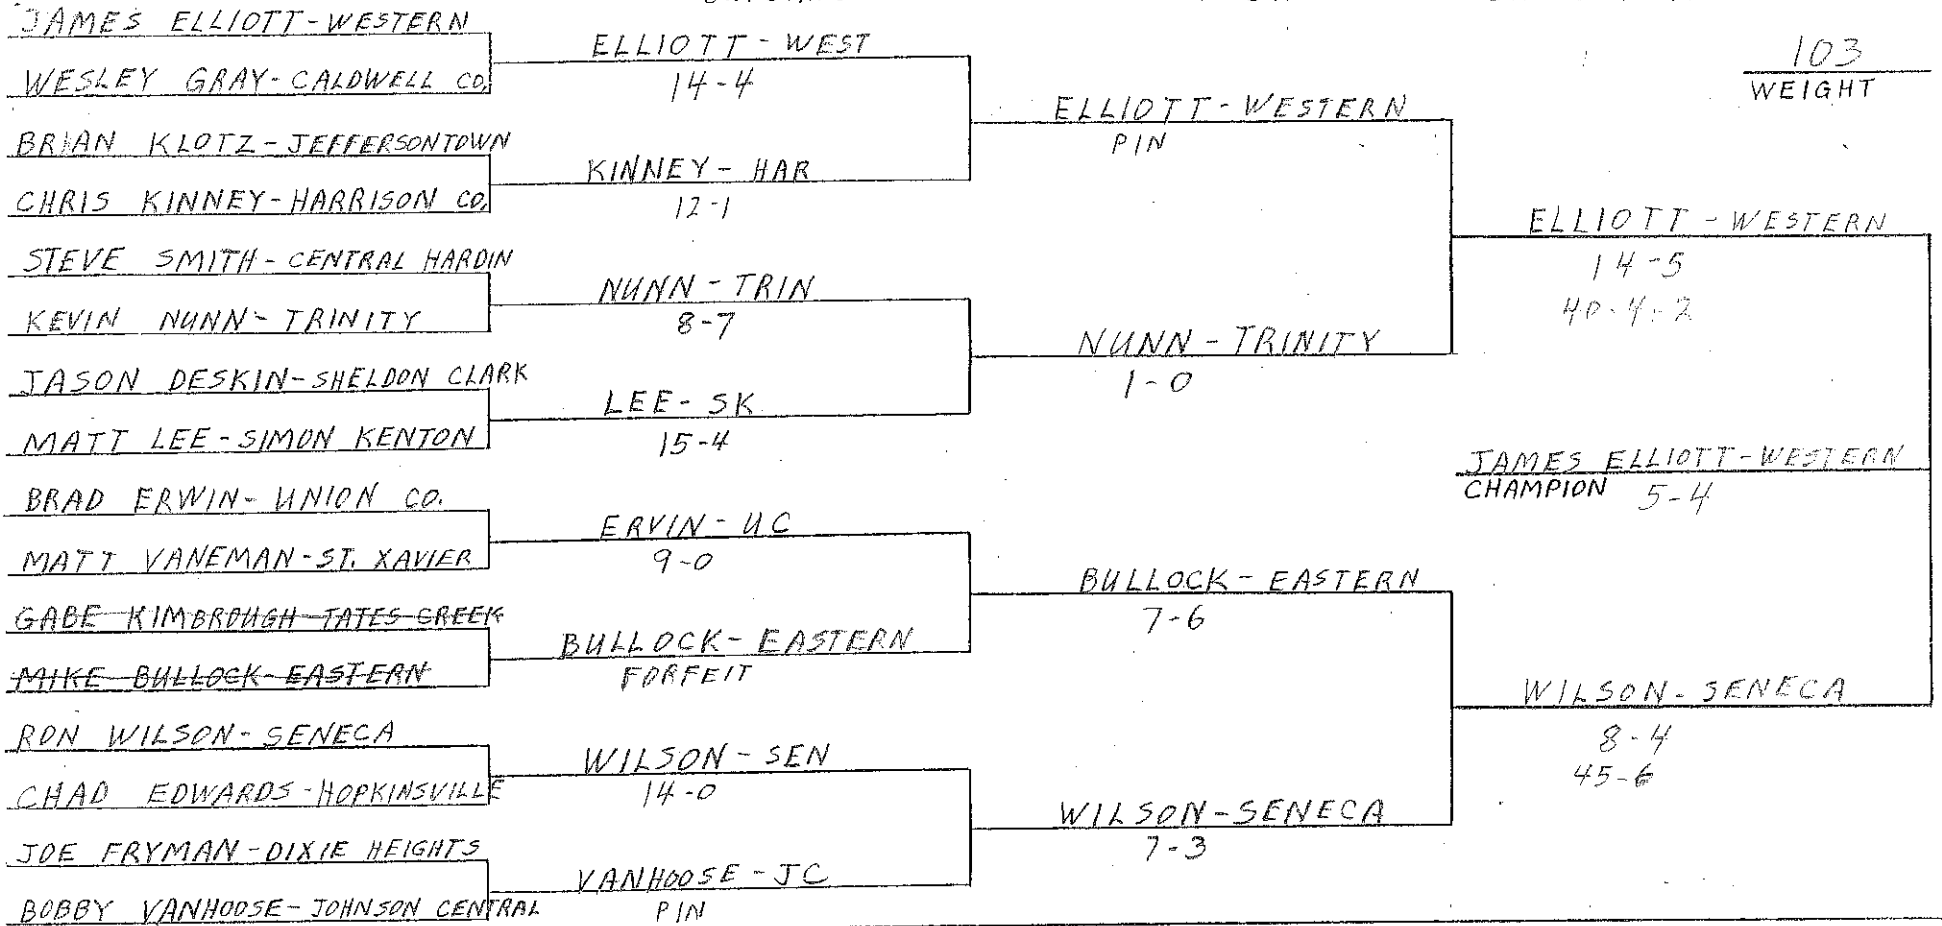 JAMES ELLIOTT-WESTERN
WESLEY GRAY-CALDWELL CO.
BRIAN KLOTZ-JEFFERSONTOWN
CHRIS KINNEY-HARRISON CO.
STEVE SMITH-CENTRAL HARDIN
KEVIN NUNN-TRINITY
JASON DESKIN-SHELDON CLARK
MATT LEE-SIMON KENTON
BRAD ERWIN-UNION CO.
MATT VANEMAN-ST. XAVIER
GABE KIMBROUGH-TATES CREEK
MIKE BULLOCK-EASTERN
RON WILSON-SENECA
CHAD EDWARDS-HOPKINSVILLE
JOE FRYMAN-DIXIE HEIGHTS
BOBBY VANHOOSE-JOHNSON CENTRAL
ELLIOTT-WEST
14-4
KINNEY-HAR
12-1
NUNN-TRIN
8-7
LEE-SK
15-4
ERVIN-UC
9-0
BULLOCK-EASTERN
FORFEIT
WILSON-SEN
14-0
VANHOOSE-JC
PIN
ELLIOTT-WESTERN
PIN
NUNN-TRINITY
1-0
BULLOCK-EASTERN
7-6
WILSON-SENECA
7-3
103
WEIGHT
ELLIOTT-WESTERN
14-5
40-4-2
JAMES ELLIOTT-WESTERN
CHAMPION 5-4
WILSON-SENECA
8-4
45-6